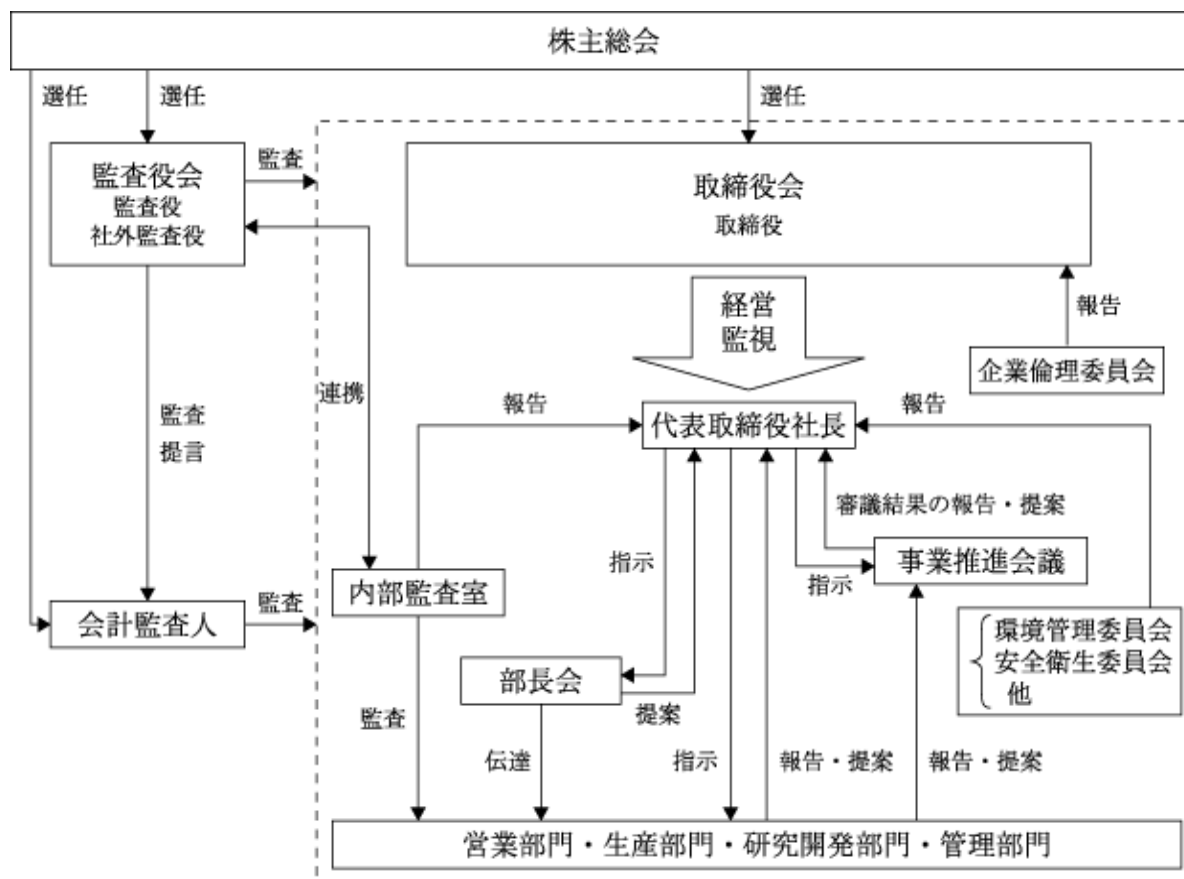 株主総会
選任
選任
選任
監査役会
監査役
社外監査役
監査
取締役会
取締役
経営
監視
報告
企業倫理委員会
連携
報告
代表取締役社長
報告
監査
提言
審議結果の報告・提案
指示
事業推進会議
指示
内部監査室
会計監査人
監査
環境管理委員会
安全衛生委員会
他
部長会
提案
監査
伝達
指示
報告・提案
報告・提案
営業部門・生産部門・研究開発部門・管理部門